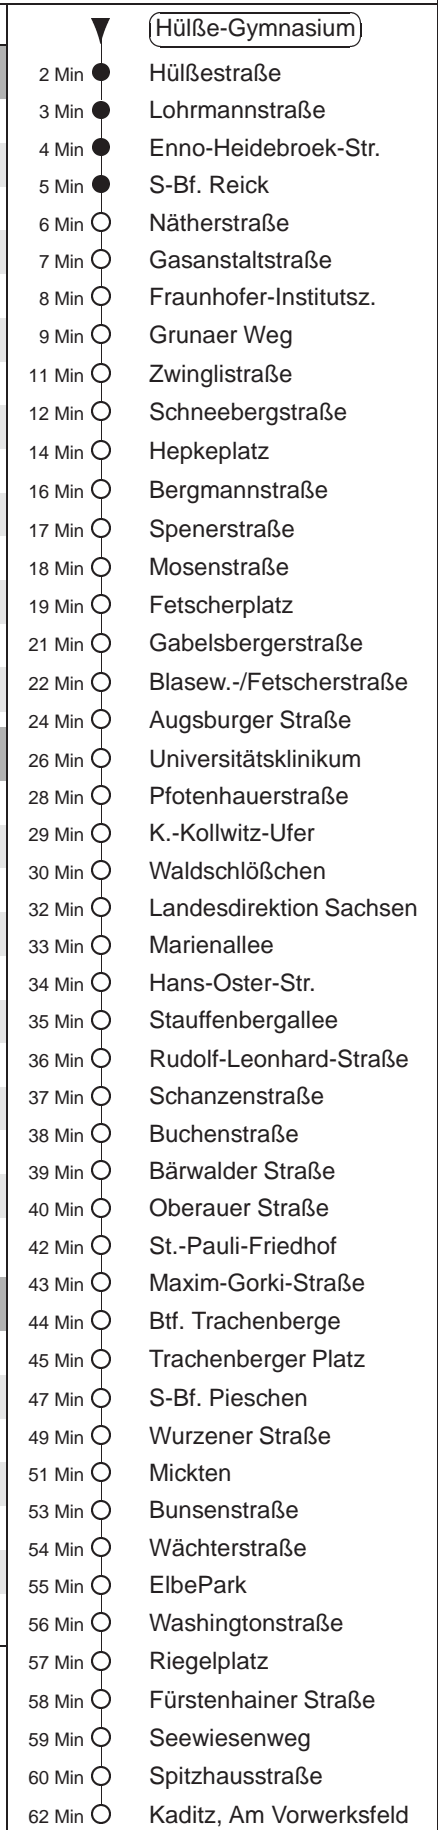 Hülße-Gymnasium
2 Min Hülßestraße
3 Min Lohrmannstraße
4 Min Enno-Heidebroek-Str.
5 Min S-Bf. Reick
6 Min Nätherstraße
7 Min Gasanstaltstraße
8 Min Fraunhofer-Institutsz.
9 Min Grunaer Weg
11 Min Zwinglistraße
12 Min Schneebergstraße
14 Min Hepkeplatz
16 Min Bergmannstraße
17 Min Spenerstraße
18 Min Mosenstraße
19 Min Fetscherplatz
21 Min Gabelsbergerstraße
22 Min Blasew.-/Fetscherstraße
24 Min Augsburger Straße
26 Min Universitätsklinikum
28 Min Pfotenhauerstraße
29 Min K.-Kollwitz-Ufer
30 Min Waldschlößchen
32 Min Landesdirektion Sachsen
33 Min Marienallee
34 Min Hans-Oster-Str.
35 Min Stauffenbergallee
36 Min Rudolf-Leonhard-Straße
37 Min Schanzenstraße
38 Min Buchenstraße
39 Min Bärwalder Straße
40 Min Oberauer Straße
42 Min St.-Pauli-Friedhof
43 Min Maxim-Gorki-Straße
44 Min Btf. Trachenberge
45 Min Trachenberger Platz
47 Min S-Bf. Pieschen
49 Min Wurzener Straße
51 Min Mickten
53 Min Bunsenstraße
54 Min Wächterstraße
55 Min ElbePark
56 Min Washingtonstraße
57 Min Riegelplatz
58 Min Fürstenhainer Straße
59 Min Seewiesenweg
60 Min Spitzhausstraße
62 Min Kaditz, Am Vorwerksfeld